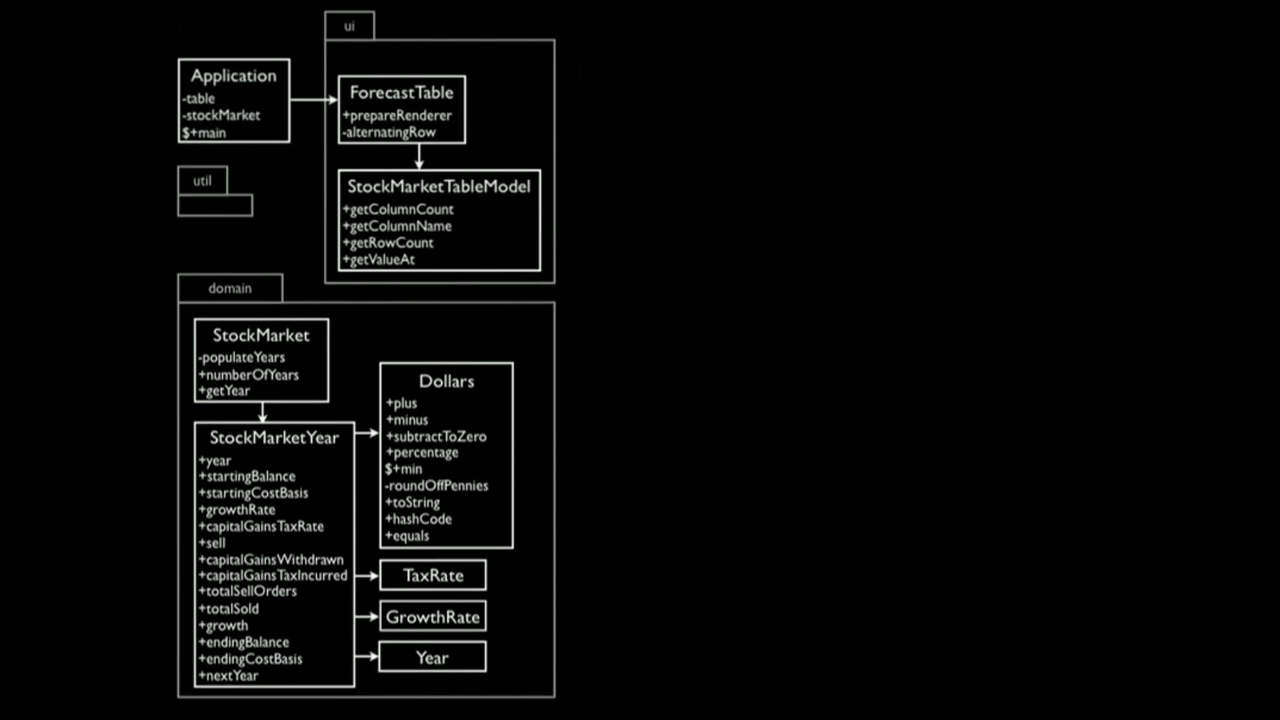 ui
Application
-table
-stockMarket
$+main
ForecastTable
+prepareRenderer
-alternatingRow
util
StockMarketTableModel
+getColumnCount
+getColumnName
+getRowCount
+getValueAt
domain
StockMarket
-populateYears
+numberOfYears
+getYear
Dollars
+plus
+minus
+subtractToZero
+percentage
$+min
-roundOffPennies
+toString
+hashCode
+equals
StockMarketYear
+year
+startingBalance
+startingCostBasis
+growthRate
+capitalGainsTaxRate
+sell
+capitalGainsWithdrawn
+capitalGainsTaxIncurred
+totalSellOrders
+totalSold
+growth
+endingBalance
+endingCostBasis
+nextYear
TaxRate
GrowthRate
Year